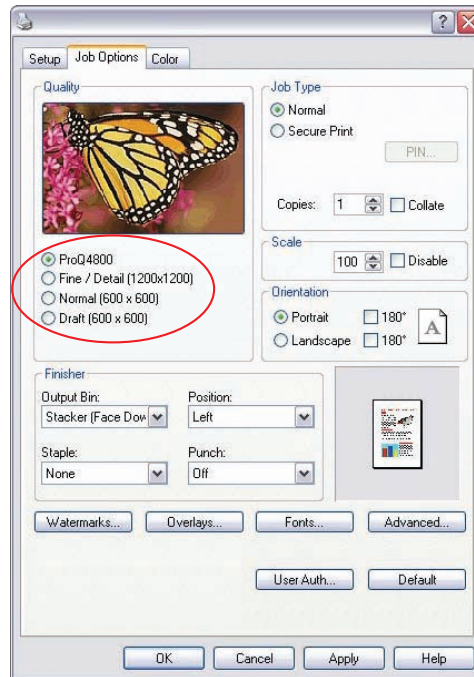 Setup
Job Options
Color
Quality
ProQ4800
Fine / Detail (1200x1200)
Normal (600 x 600)
Draft (600 x 600)
Job Type
Normal
Secure Print
PIN...
Copies: 1 Collate
Scale
100 Disable
Orientation
Portrait 180°
Landscape 180°
A
Finisher
Output Bin: Position:
Stacker (Face Dow Left
Staple: Punch:
None Off
Watermarks... Overlays... Fonts... Advanced...
User Auth... Default
OK Cancel Apply Help